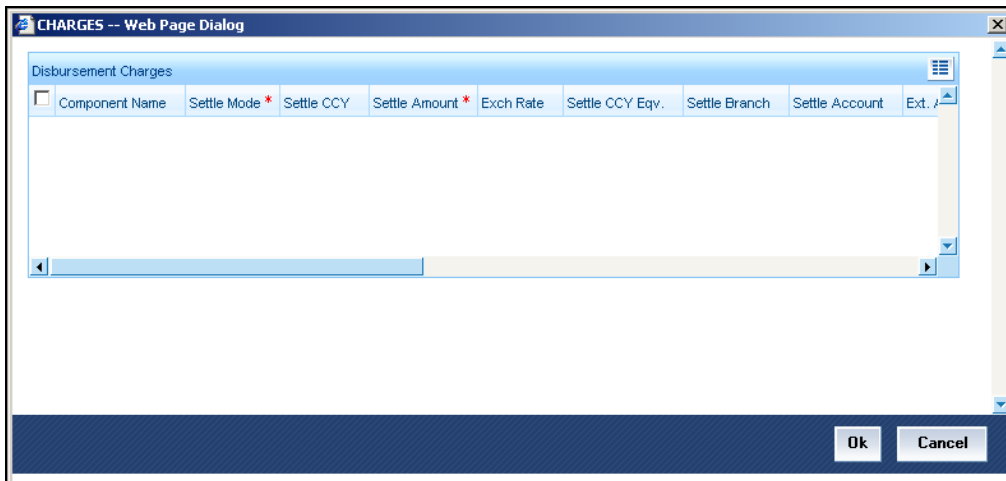 CHARGES -- Web Page Dialog
Disbursement Charges
Component Name Settle Mode * Settle CCY Settle Amount * Exch Rate Settle CCY Eqv. Settle Branch Settle Account Ext.
Ok Cancel